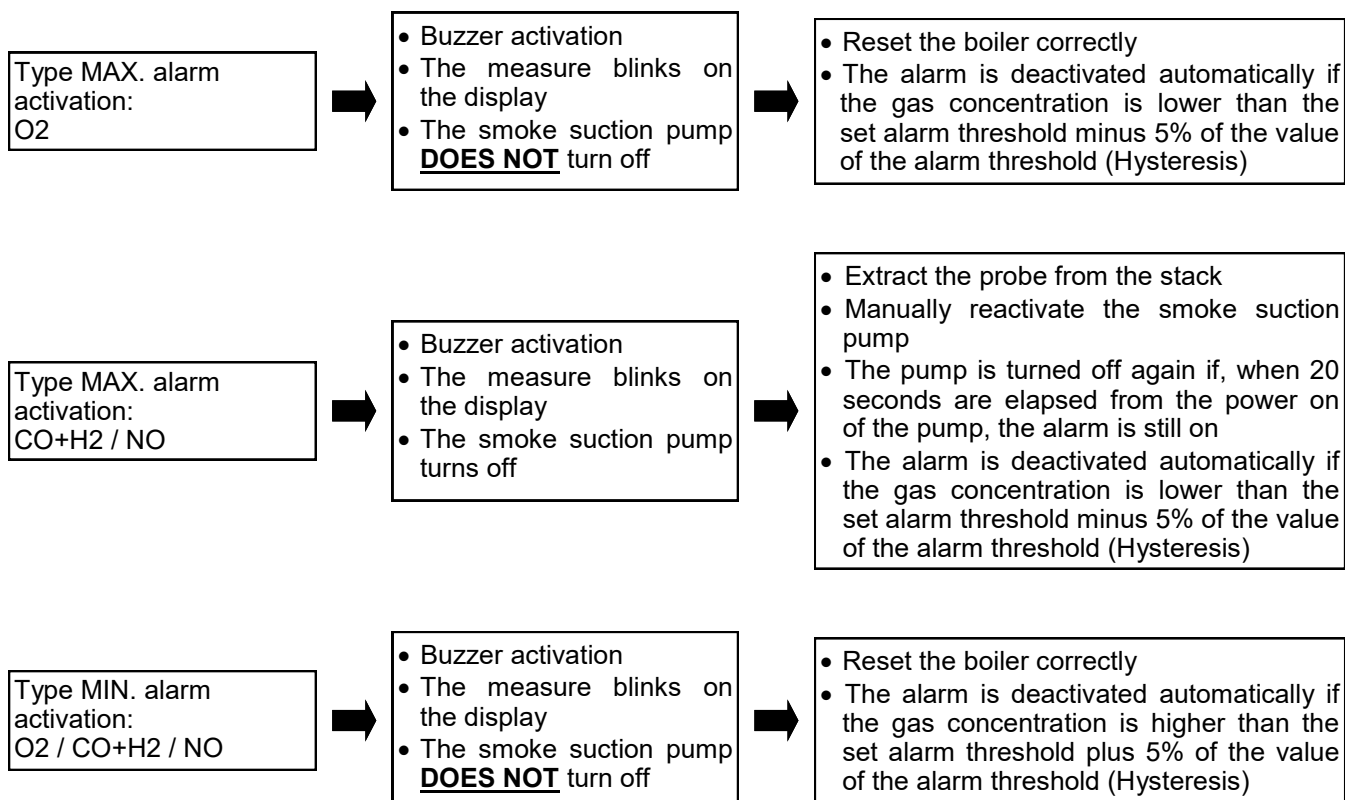 Type MAX. alarm
activation:
O2
• Buzzer activation
• The measure blinks on
the display
• The smoke suction pump
DOES NOT turn off
• Reset the boiler correctly
• The alarm is deactivated automatically if
the gas concentration is lower than the
set alarm threshold minus 5% of the value
of the alarm threshold (Hysteresis)
Type MAX. alarm
activation:
CO+H2 / NO
• Buzzer activation
• The measure blinks on
the display
• The smoke suction pump
turns off
• Extract the probe from the stack
• Manually reactivate the smoke suction
pump
• The pump is turned off again if, when 20
seconds are elapsed from the power on
of the pump, the alarm is still on
• The alarm is deactivated automatically if
the gas concentration is lower than the
set alarm threshold minus 5% of the value
of the alarm threshold (Hysteresis)
Type MIN. alarm
activation:
O2 / CO+H2 / NO
• Buzzer activation
• The measure blinks on
the display
• The smoke suction pump
DOES NOT turn off
• Reset the boiler correctly
• The alarm is deactivated automatically if
the gas concentration is higher than the
set alarm threshold plus 5% of the value
of the alarm threshold (Hysteresis)